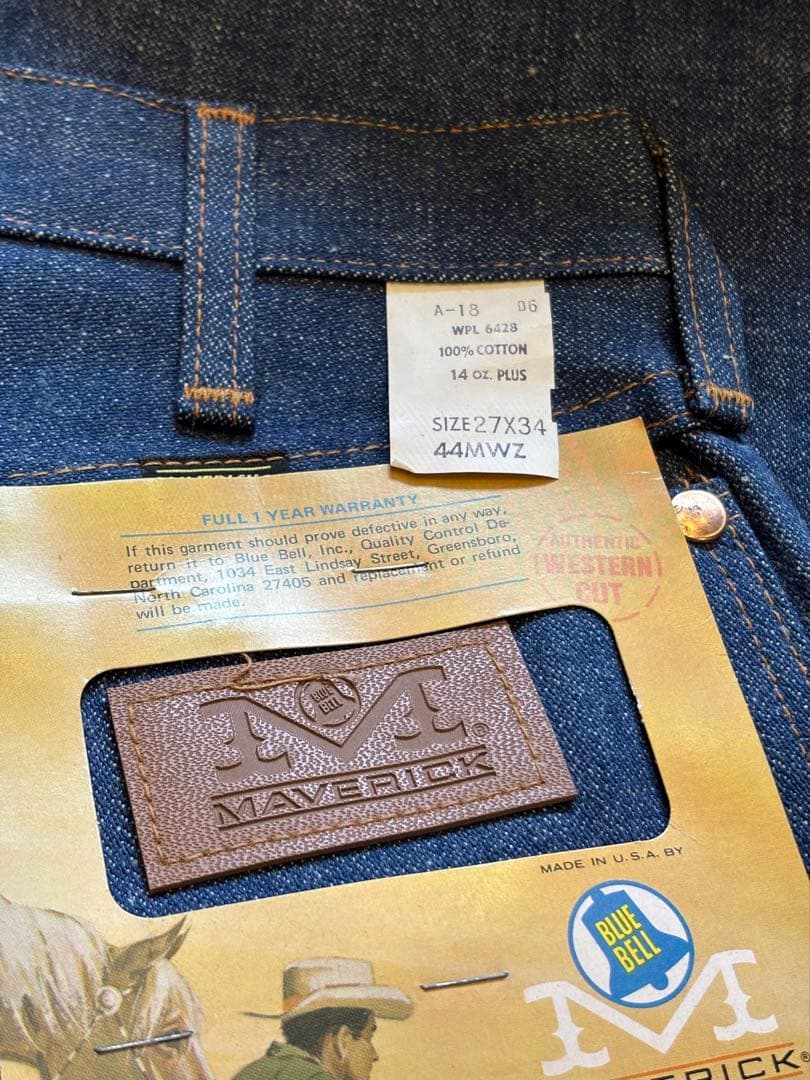 A-18 D6
WPL 6428
100% COTTON
14 OZ. PLUS
SIZE 27X34
44MWZ
FULL 1 YEAR WARRANTY
If this garment should prove defective in any way,
return it to Blue Bell, Inc., Quality Control De-
partment, 1034 East Lindsay Street, Greensboro,
North Carolina 27405 and replacement or refund
will be made.
AUTHENTIC
WESTERN
CUT
BLUE
BELL
M®
MAVERICK
MADE IN U.S.A. BY
BLUE
BELL
M